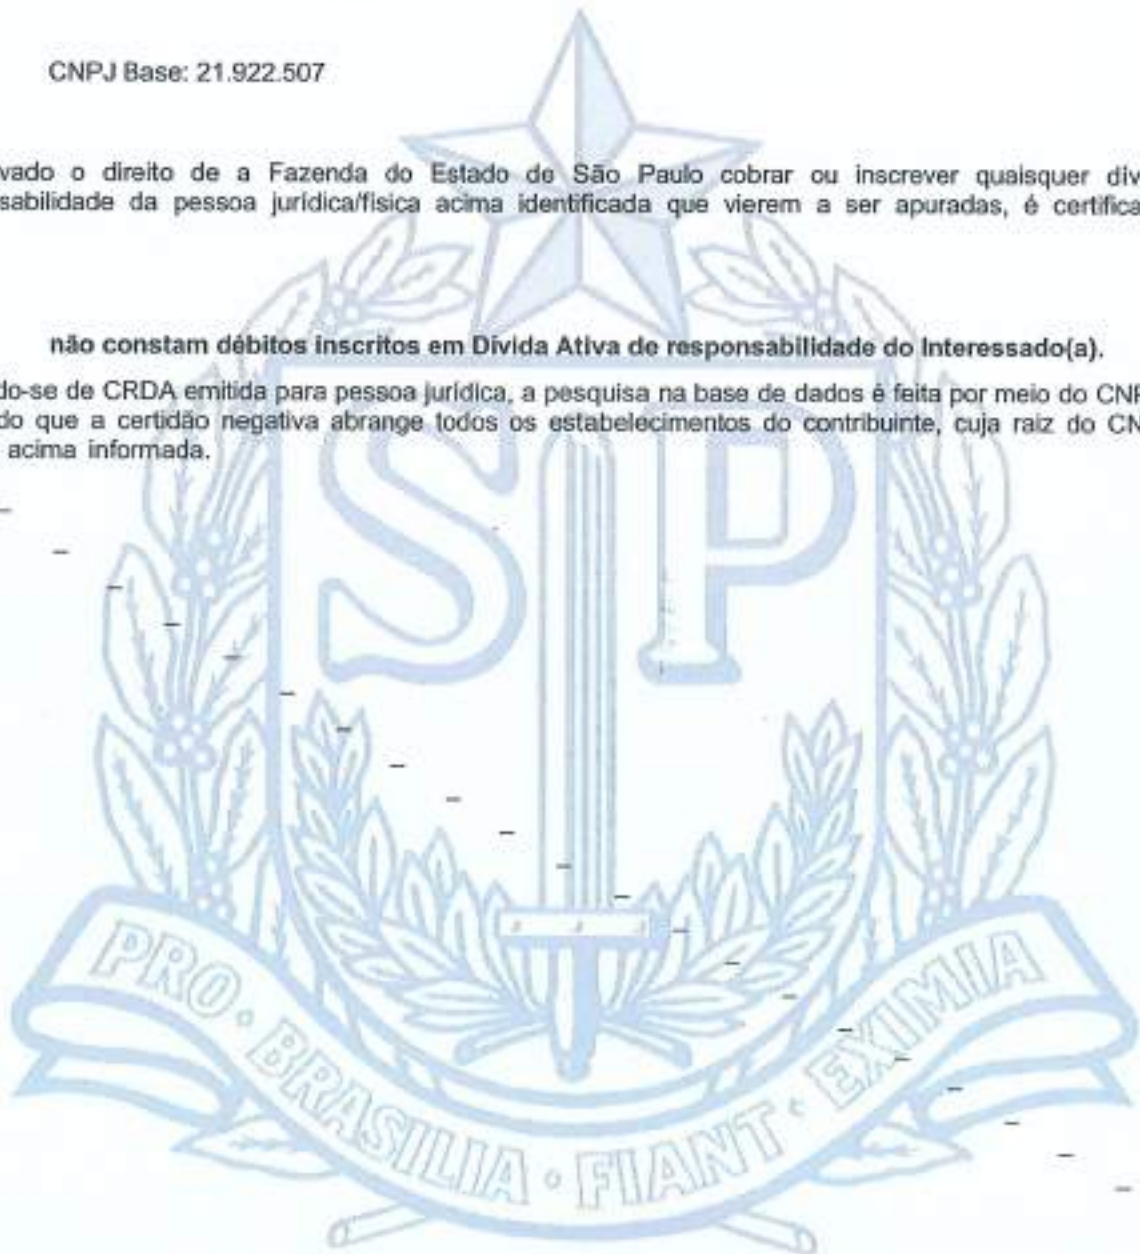 CNPJ Base: 21.922.507
vado o direito de a Fazenda do Estado de São Paulo cobrar ou inscrever quaisquer dív
sabilidade da pessoa jurídica/física acima identificada que vierem a ser apuradas, é certifica
não constam débitos inscritos em Dívida Ativa de responsabilidade do Interessado(a).
do-se de CRDA emitida para pessoa jurídica, a pesquisa na base de dados é feita por meio do CNP
do que a certidão negativa abrange todos os estabelecimentos do contribuinte, cuja raiz do CN
acima informada.
SP
PRO · BRASILIA · FIANT · EXIMIA